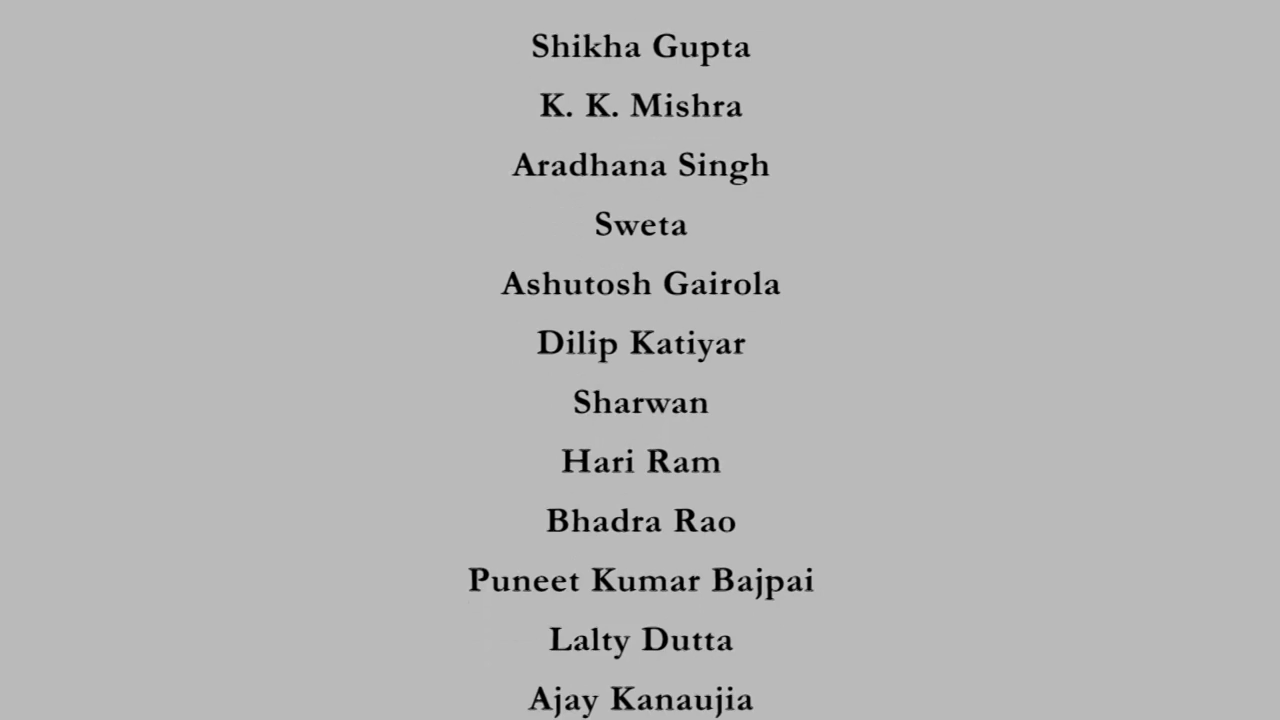 Shikha Gupta
K. K. Mishra
Aradhana Singh
Sweta
Ashutosh Gairola
Dilip Katiyar
Sharwan
Hari Ram
Bhadra Rao
Puneet Kumar Bajpai
Lalty Dutta
Ajay Kanaujia